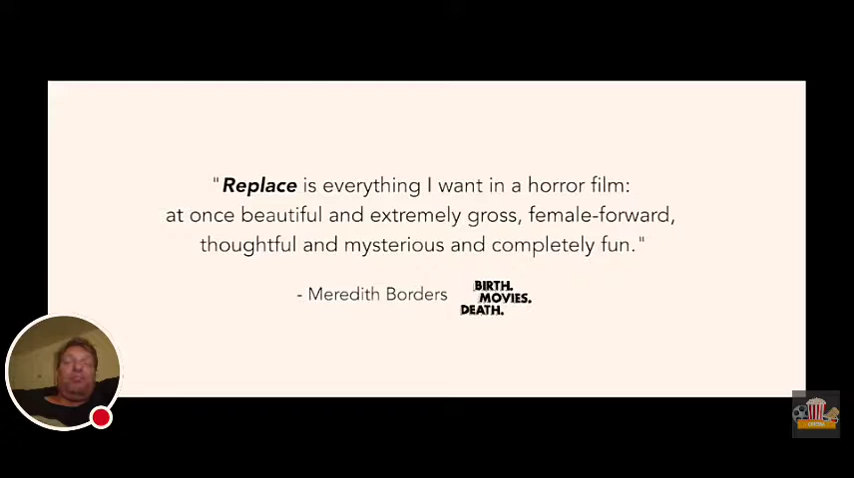 "Replace is everything I want in a horror film:
at once beautiful and extremely gross, female-forward,
thoughtful and mysterious and completely fun."
- Meredith Borders
BIRTH.
MOVIES.
DEATH.